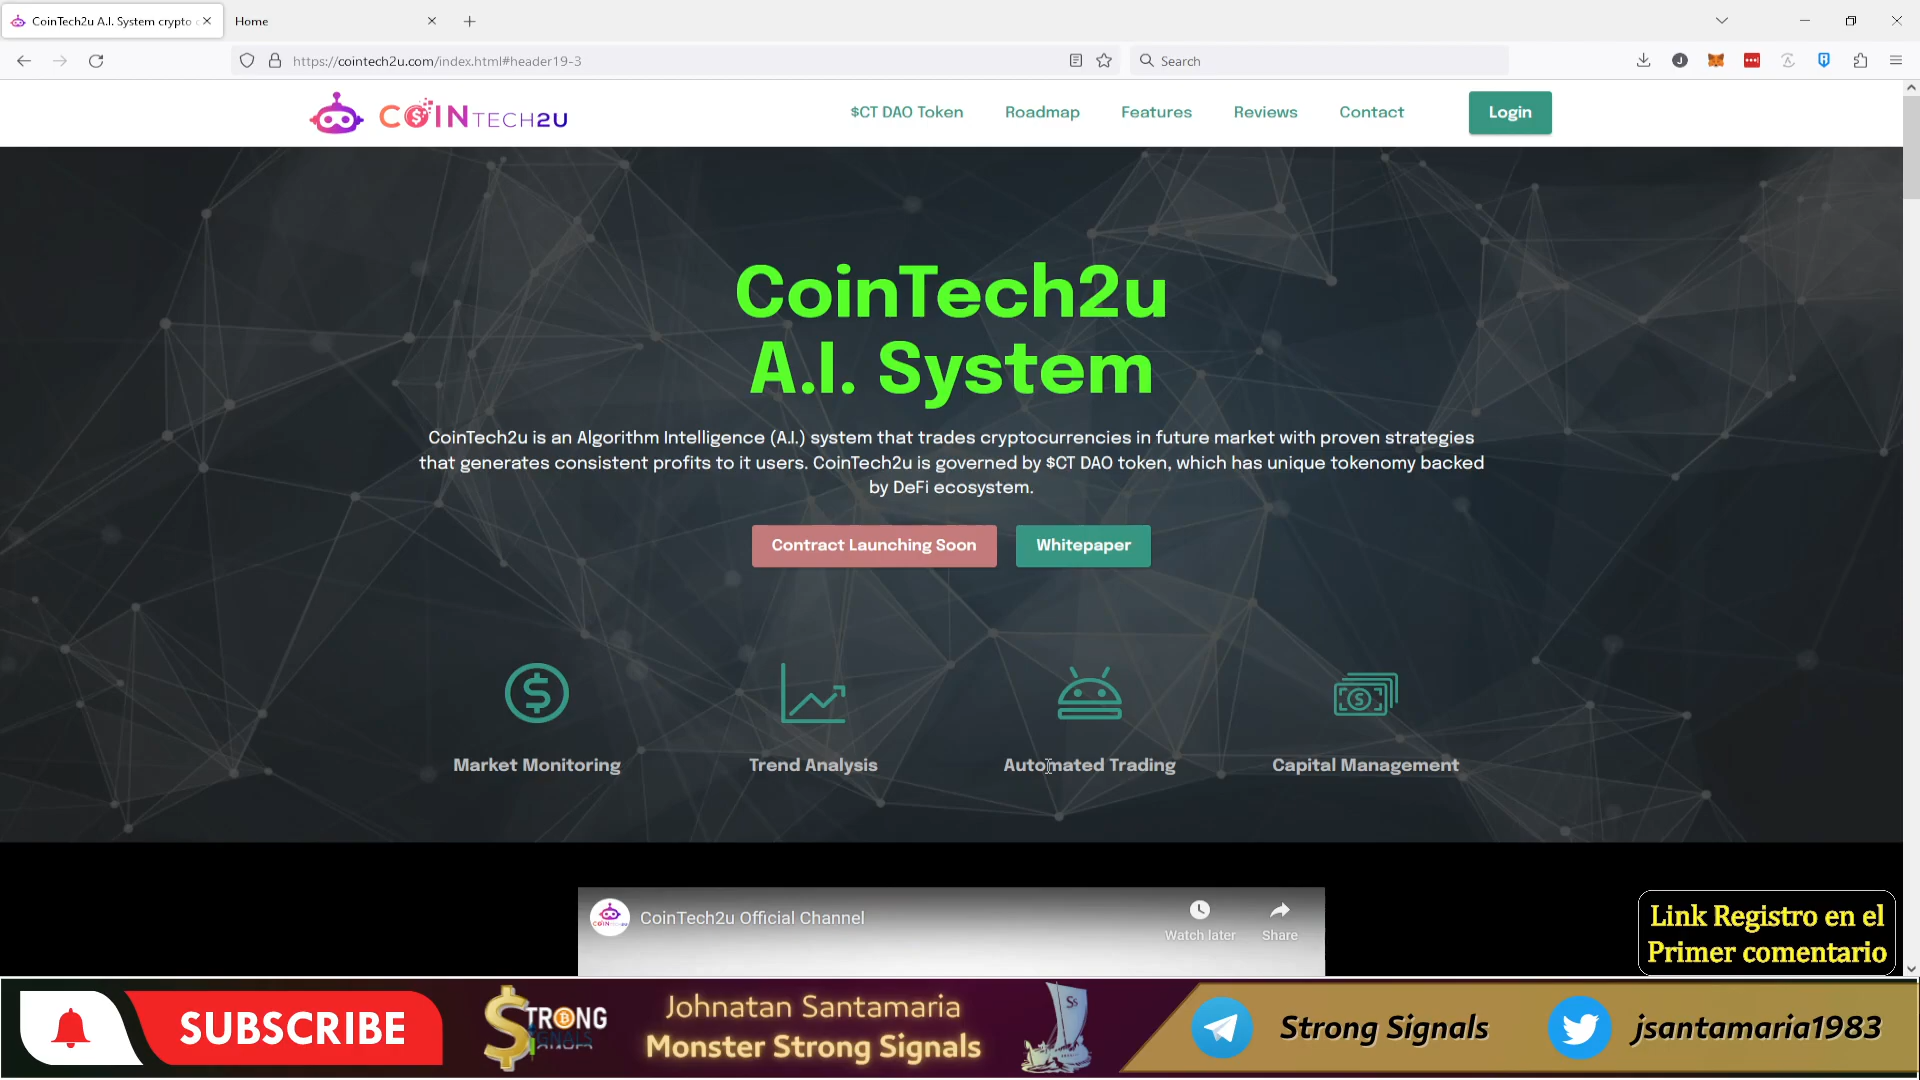 CoinTech2u A.I. System crypto
Home
https://cointech2u.com/index.html#header19-3
Search
COINTECH2U
$CT DAO Token
Roadmap
Features
Reviews
Contact
Login
CoinTech2u
A.I. System
CoinTech2u is an Algorithm Intelligence (A.I.) system that trades cryptocurrencies in future market with proven strategies
that generates consistent profits to it users. CoinTech2u is governed by $CT DAO token, which has unique tokenomy backed
by DeFi ecosystem.
Contract Launching Soon
Whitepaper
Market Monitoring
Trend Analysis
Automated Trading
Capital Management
CoinTech2u Official Channel
Watch later
Share
Link Registro en el
Primer comentario
SUBSCRIBE
STRONG
SIGNALS
Johnatan Santamaria
Monster Strong Signals
Ss
Strong Signals
jsantamaria1983